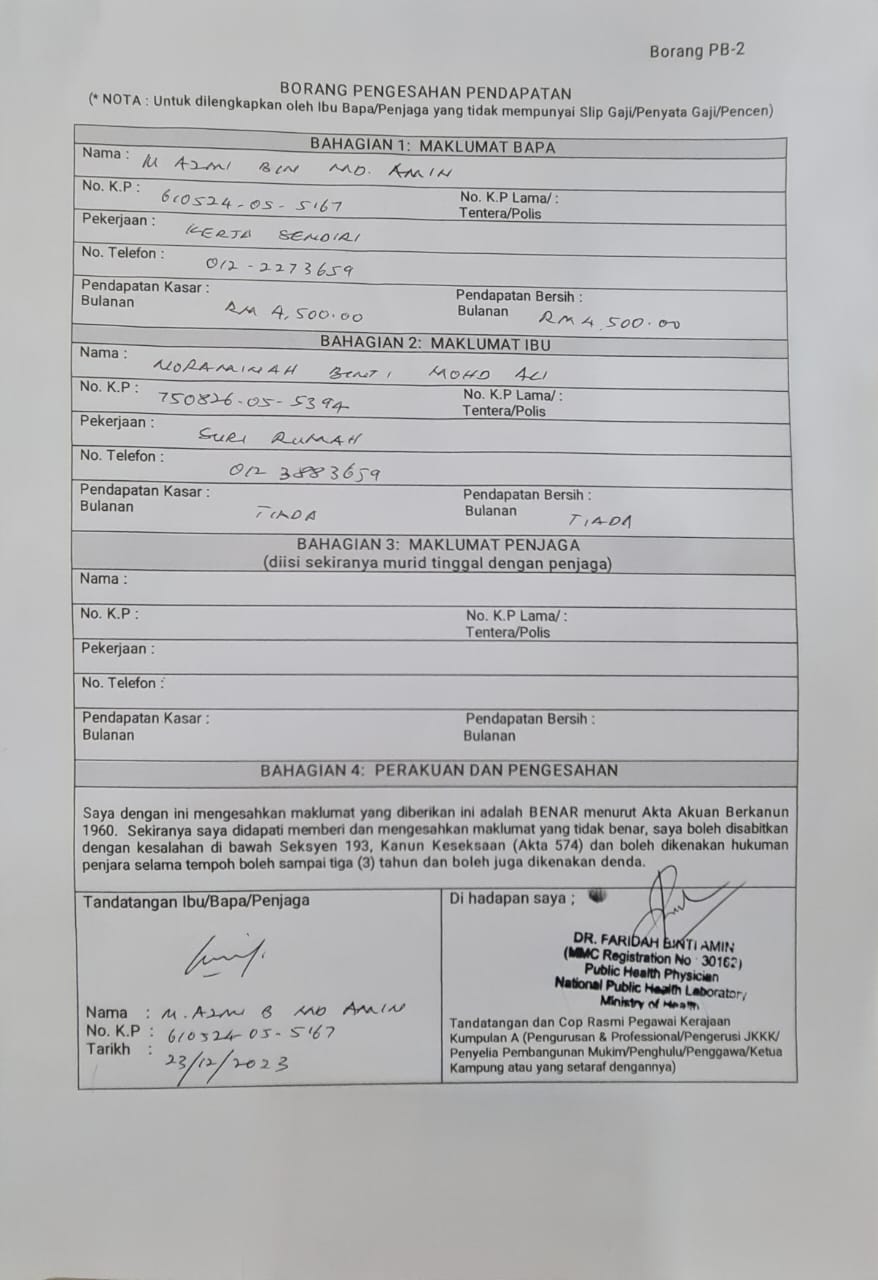 Borang PB-2
BORANG PENGESAHAN PENDAPATAN
(* NOTA : Untuk dilengkapkan oleh Ibu Bapa/Penjaga yang tidak mempunyai Slip Gaji/Penyata Gaji/Pencen)
BAHAGIAN 1: MAKLUMAT BAPA
Nama : M AZMI BIN MD. AMIN
No. K.P : 610524-05-5167 No. K.P Lama/ :
Tentera/Polis
Pekerjaan : KERJA SENDIRI
No. Telefon : 012-2273659
Pendapatan Kasar : Pendapatan Bersih :
Bulanan RM 4,500.00 Bulanan RM 4,500.00
BAHAGIAN 2: MAKLUMAT IBU
Nama : NORAMINAH BINTI MOHD ALI
No. K.P : 750826-05-5394 No. K.P Lama/ :
Tentera/Polis
Pekerjaan : SURI RUMAH
No. Telefon : 012 3883659
Pendapatan Kasar : Pendapatan Bersih :
Bulanan TIADA Bulanan TIADA
BAHAGIAN 3: MAKLUMAT PENJAGA
(diisi sekiranya murid tinggal dengan penjaga)
Nama :
No. K.P : No. K.P Lama/ :
Tentera/Polis
Pekerjaan :
No. Telefon :
Pendapatan Kasar : Pendapatan Bersih :
Bulanan Bulanan
BAHAGIAN 4: PERAKUAN DAN PENGESAHAN
Saya dengan ini mengesahkan maklumat yang diberikan ini adalah BENAR menurut Akta Akuan Berkanun
1960. Sekiranya saya didapati memberi dan mengesahkan maklumat yang tidak benar, saya boleh disabitkan
dengan kesalahan di bawah Seksyen 193, Kanun Keseksaan (Akta 574) dan boleh dikenakan hukuman
penjara selama tempoh boleh sampai tiga (3) tahun dan boleh juga dikenakan denda.
Tandatangan Ibu/Bapa/Penjaga
Nama : M. AZMI B MD AMIN
No. K.P : 610524-05-5167
Tarikh : 23/12/2023
Di hadapan saya ;
DR. FARIDAH BINTI AMIN
(MMC Registration No : 30162)
Public Health Physician
National Public Health Laboratory
Ministry of Health
Tandatangan dan Cop Rasmi Pegawai Kerajaan
Kumpulan A (Pengurusan & Professional/Pengerusi JKKK/
Penyelia Pembangunan Mukim/Penghulu/Penggawa/Ketua
Kampung atau yang setaraf dengannya)